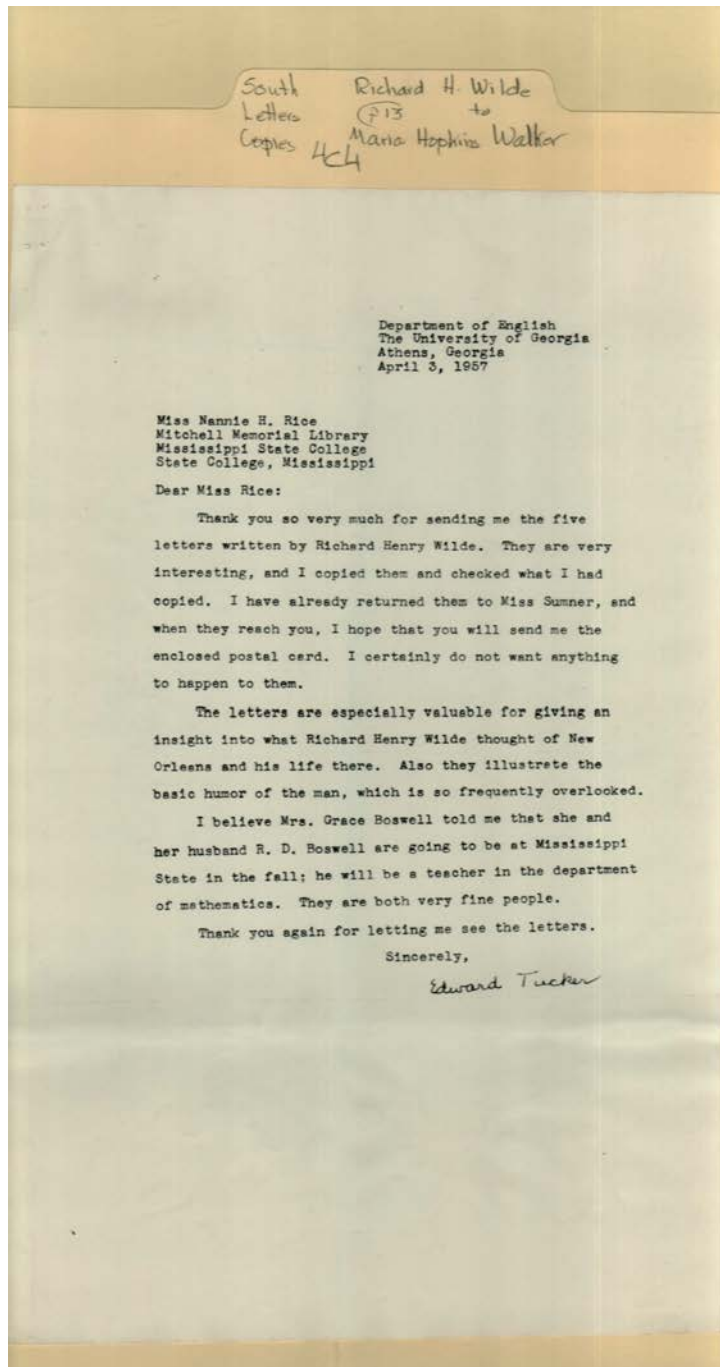 South Richard H. Wilde
Letters P13 to
Copies Maria Hopkins Walker
4C4
Department of English
The University of Georgia
Athens, Georgia
April 3, 1957
Miss Nannie H. Rice
Mitchell Memorial Library
Mississippi State College
State College, Mississippi
Dear Miss Rice:
Thank you so very much for sending me the five
letters written by Richard Henry Wilde. They are very
interesting, and I copied them and checked what I had
copied. I have already returned them to Miss Sumner, and
when they reach you, I hope that you will send me the
enclosed postal card. I certainly do not want anything
to happen to them.
The letters are especially valuable for giving an
insight into what Richard Henry Wilde thought of New
Orleans and his life there. Also they illustrate the
basic humor of the man, which is so frequently overlooked.
I believe Mrs. Grace Boswell told me that she and
her husband R. D. Boswell are going to be at Mississippi
State in the fall; he will be a teacher in the department
of mathematics. They are both very fine people.
Thank you again for letting me see the letters.
Sincerely,
Edward Tucker